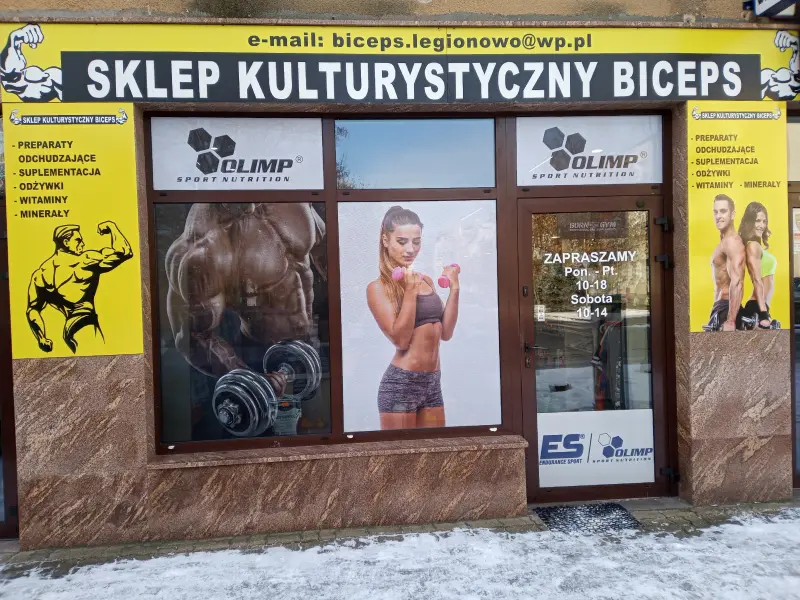 e-mail: biceps.legionowo@wp.pl
SKLEP KULTURYSTYCZNY BICEPS
SKLEP KULTURYSTYCZNY BICEPS
- PREPARATY
ODCHUDZAJĄCE
- SUPLEMENTACJA
- ODŻYWKI
- WITAMINY
- MINERAŁY
OLIMP®
SPORT NUTRITION
OLIMP®
SPORT NUTRITION
ZAPRASZAMY
Pon. - Pt.
10-18
Sobota
10-14
ES®
ENDURANCE SPORT
OLIMP
SPORT NUTRITION
SKLEP KULTURYSTYCZNY BICEPS
- PREPARATY
ODCHUDZAJĄCE
- SUPLEMENTACJA
- ODŻYWKI
- WITAMINY - MINERAŁY